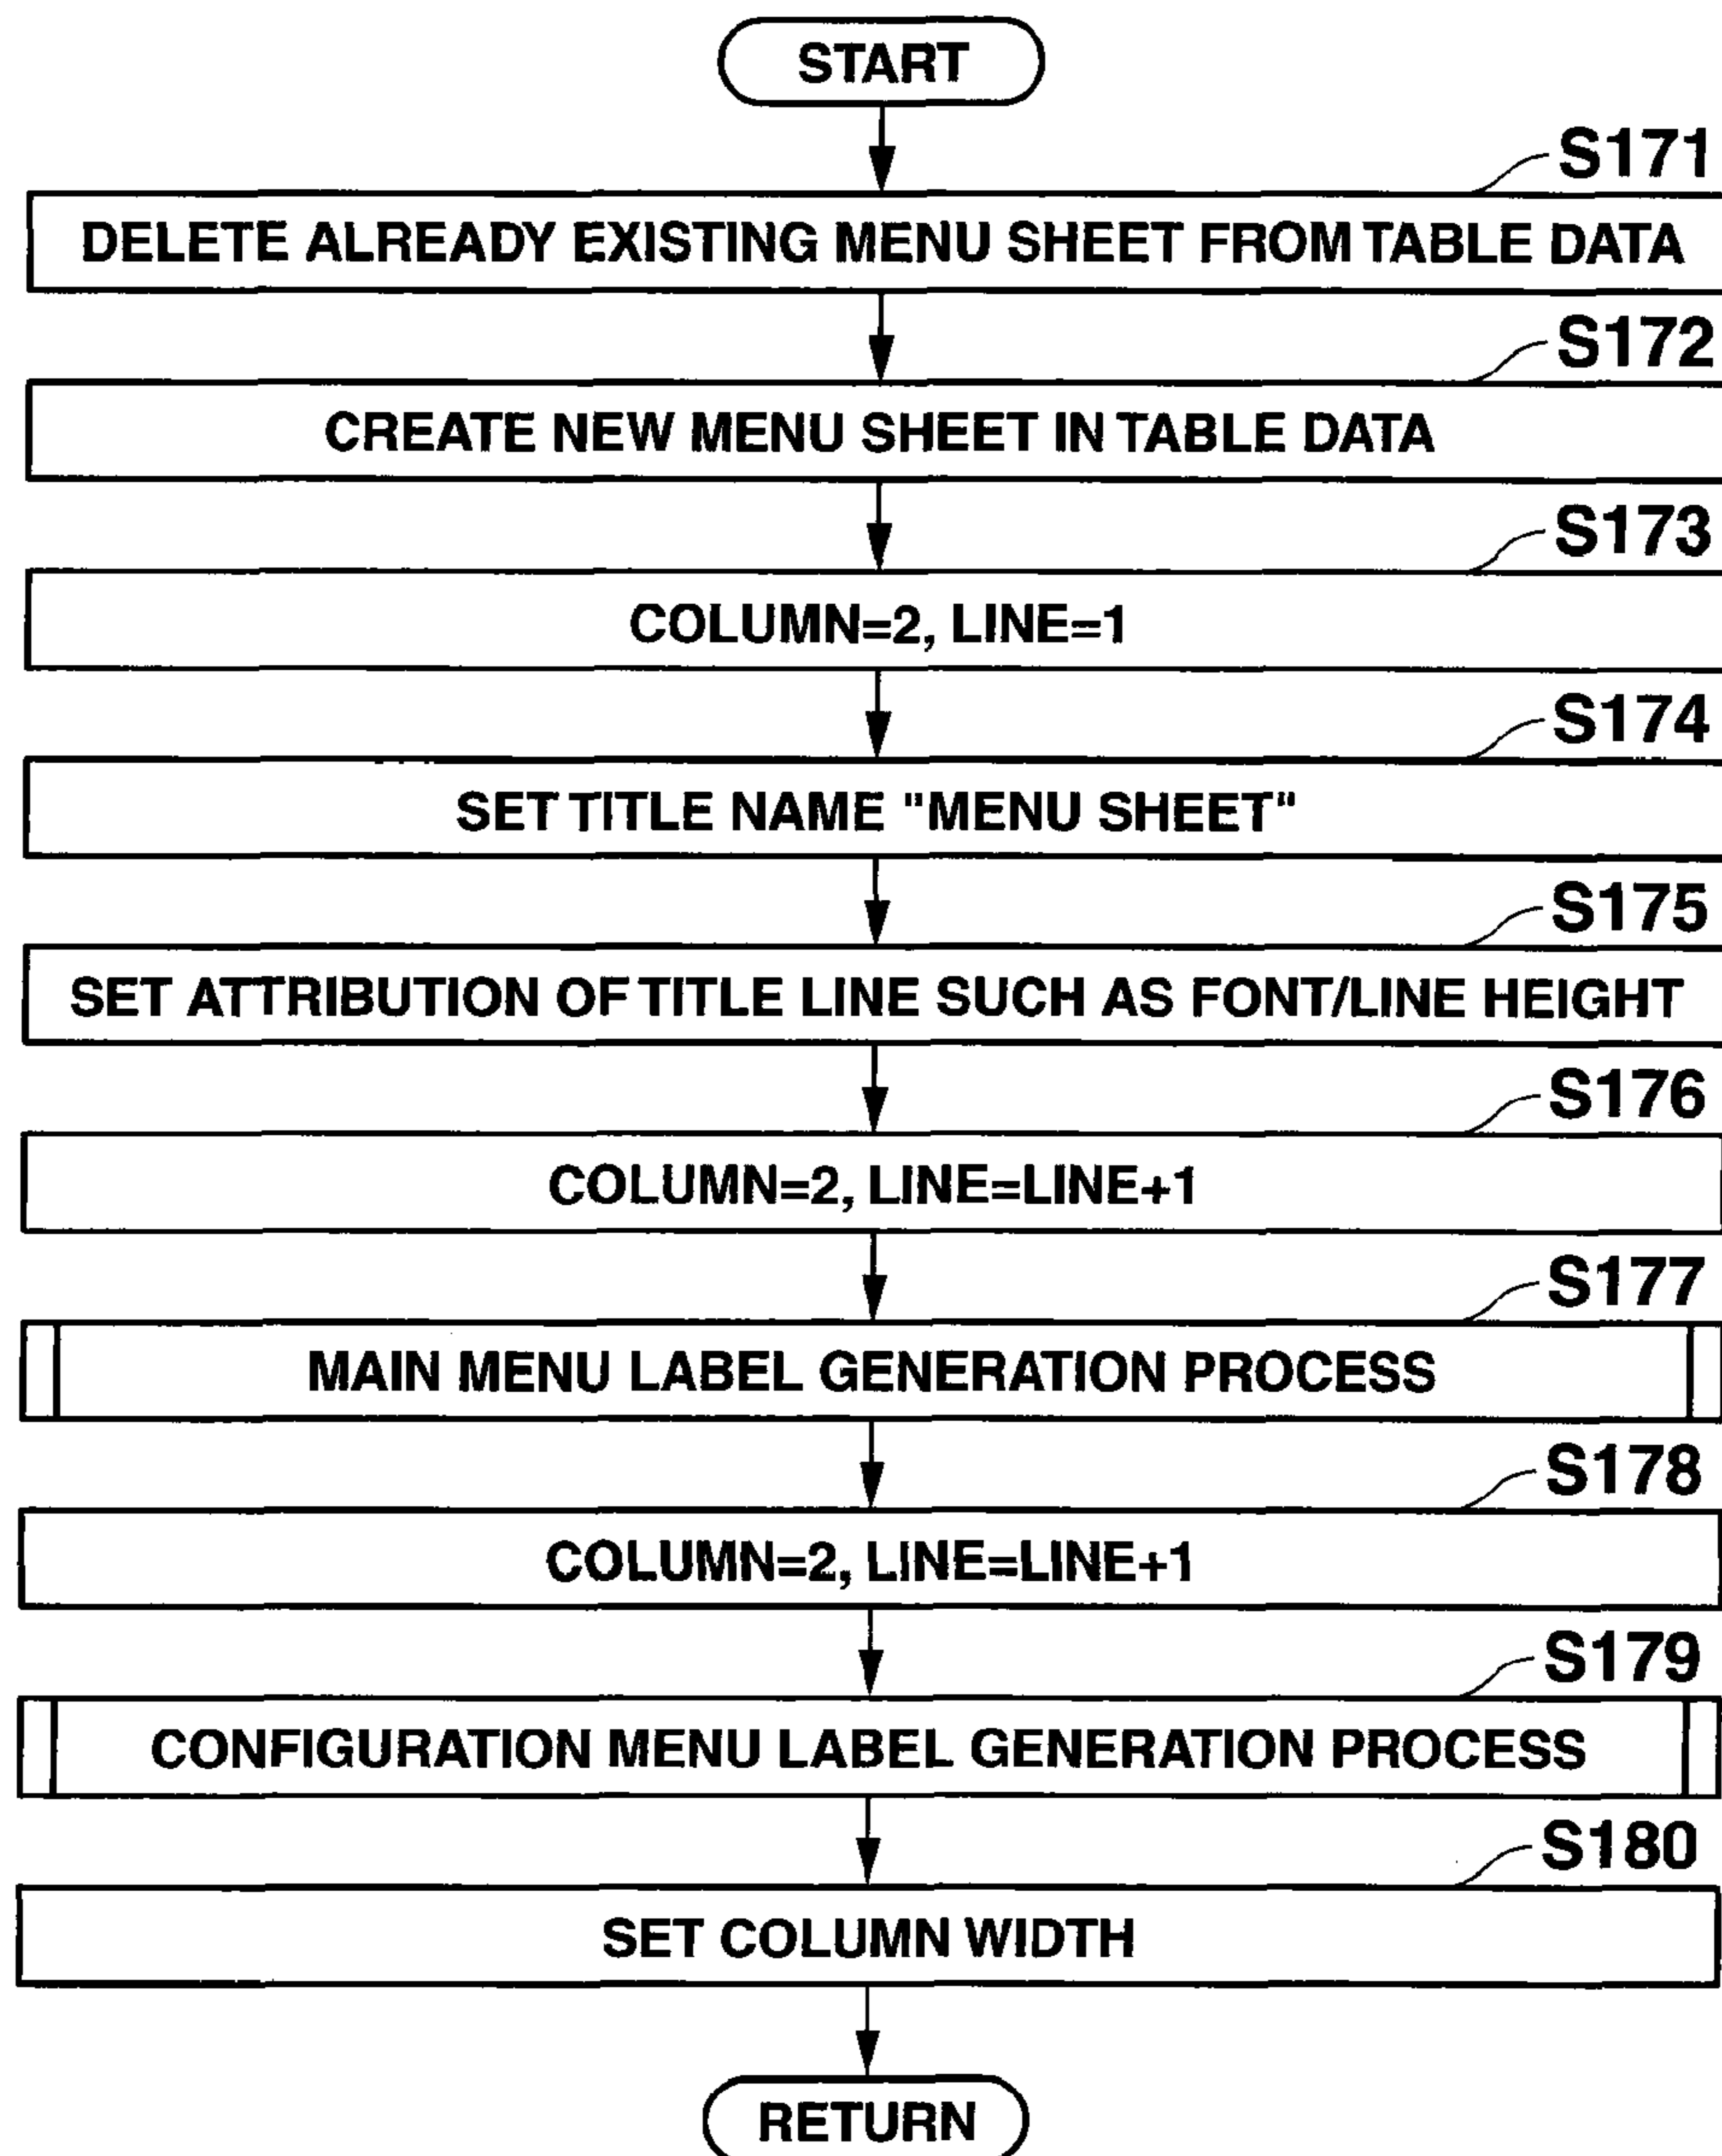 START
S171
DELETE ALREADY EXISTING MENU SHEET FROM TABLE DATA
S172
CREATE NEW MENU SHEET IN TABLE DATA
S173
COLUMN=2, LINE=1
S174
SET TITLE NAME "MENU SHEET"
S175
SET ATTRIBUTION OF TITLE LINE SUCH AS FONT/LINE HEIGHT
S176
COLUMN=2, LINE=LINE+1
S177
MAIN MENU LABEL GENERATION PROCESS
S178
COLUMN=2, LINE=LINE+1
S179
CONFIGURATION MENU LABEL GENERATION PROCESS
S180
SET COLUMN WIDTH
RETURN